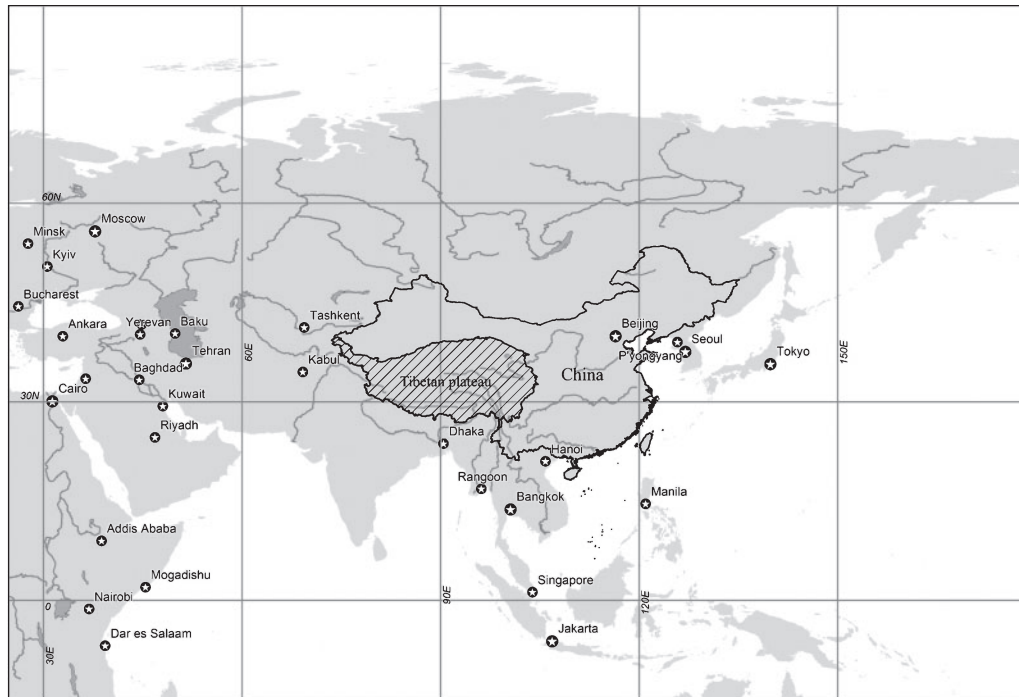 60N
Moscow
Minsk
Kyiv
Bucharest
Ankara
Yerevan
Baku
Tashkent
Beijing
Seoul
P'yongyang
Tokyo
150E
60E
Tehran
Kabul
Baghdad
Tibetan plateau
China
Cairo
Kuwait
30N
Riyadh
Dhaka
Hanoi
Rangoon
Manila
Bangkok
Addis Ababa
Mogadishu
Singapore
Nairobi
0
90E
120E
Dar es Salaam
Jakarta
30E